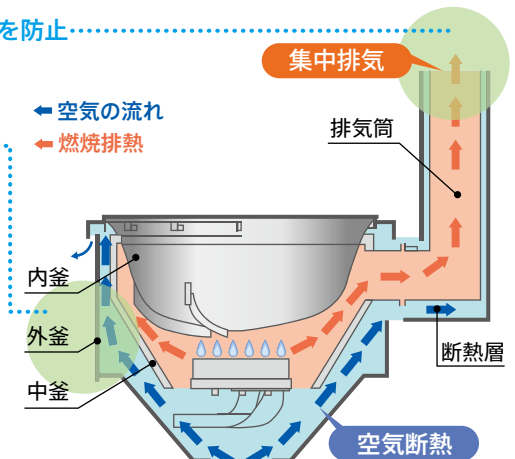 を防止
集中排気
空気の流れ
燃焼排熱
排気筒
内釜
外釜
中釜
断熱層
空気断熱